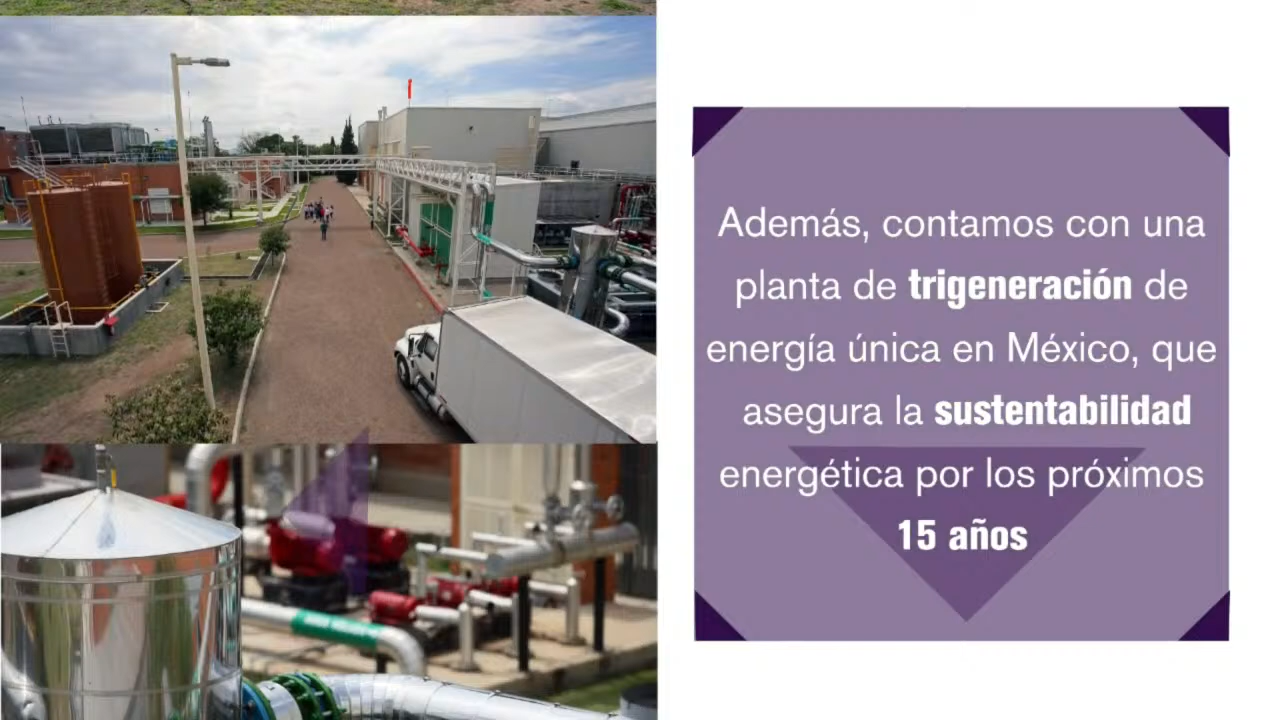 Además, contamos con una
planta de trigeneración de
energía única en México, que
asegura la sustentabilidad
energética por los próximos
15 años